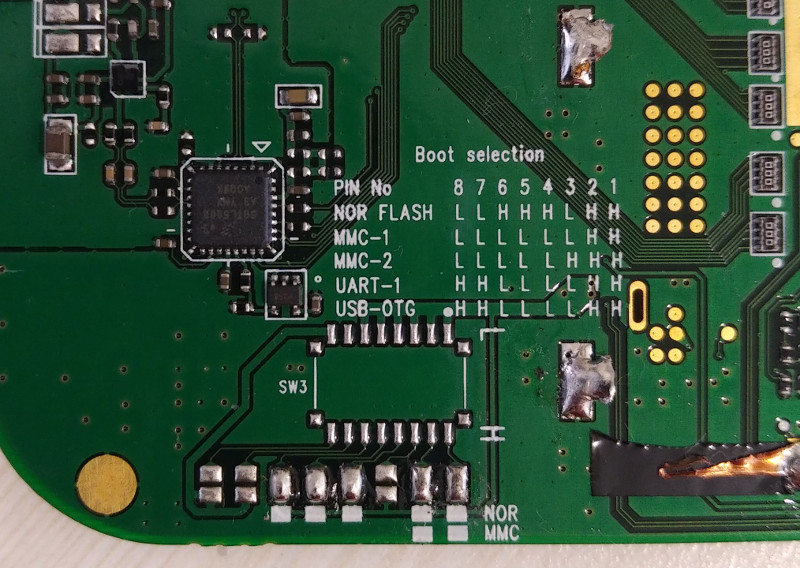 Boot selection
PIN No 8 7 6 5 4 3 2 1
NOR FLASH L L H H H L H H
MMC-1 L L L L L L H H
MMC-2 L L L L L H H H
UART-1
USB-OTG
SW3
L
H
NOR
MMC